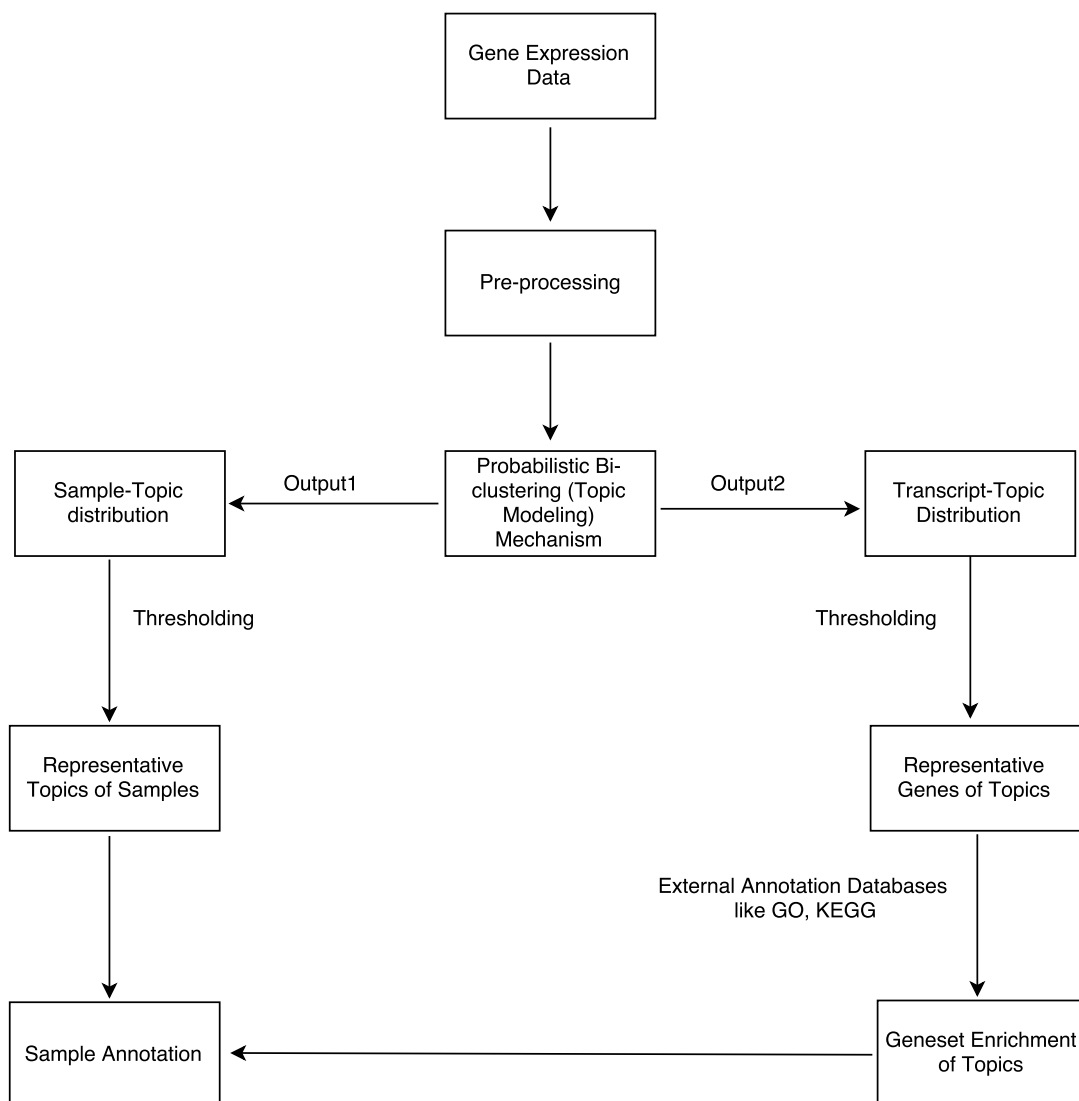 Gene Expression
Data
Pre-processing
Sample-Topic
distribution
Output1
Probabilistic Bi-
clustering (Topic
Modeling)
Mechanism
Output2
Transcript-Topic
Distribution
Thresholding
Thresholding
Representative
Topics of Samples
Representative
Genes of Topics
External Annotation Databases
like GO, KEGG
Sample Annotation
Geneset Enrichment
of Topics